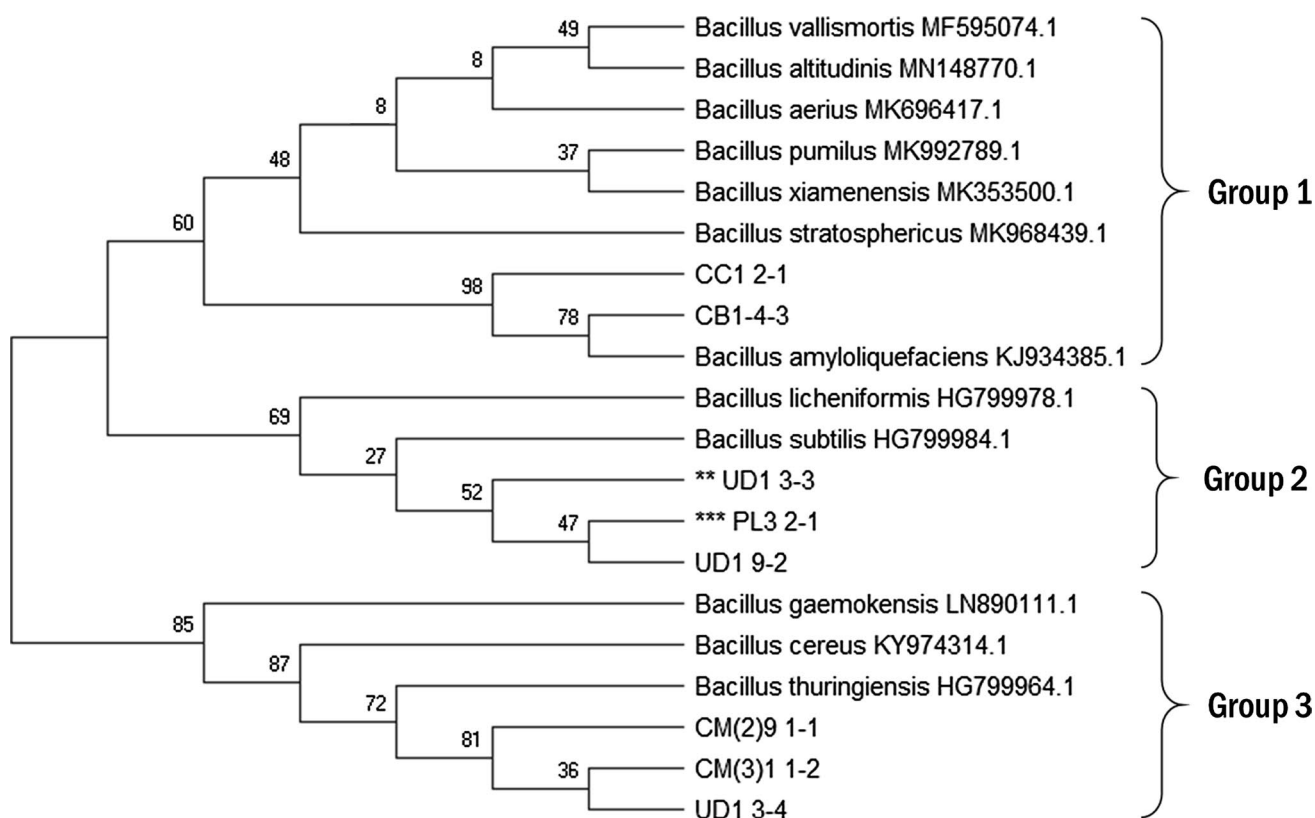 49
Bacillus vallismortis MF595074.1
8
Bacillus altitudinis MN148770.1
8
Bacillus aerius MK696417.1
37
Bacillus pumilus MK992789.1
48
Bacillus xiamenensis MK353500.1
Group 1
60
Bacillus stratosphericus MK968439.1
98
CC1 2-1
78
CB1-4-3
Bacillus amyloliquefaciens KJ934385.1
69
Bacillus licheniformis HG799978.1
27
Bacillus subtilis HG799984.1
52
** UD1 3-3
Group 2
47
*** PL3 2-1
UD1 9-2
85
Bacillus gaemokensis LN890111.1
87
Bacillus cereus KY974314.1
72
Bacillus thuringiensis HG799964.1
Group 3
81
CM(2)9 1-1
36
CM(3)1 1-2
UD1 3-4